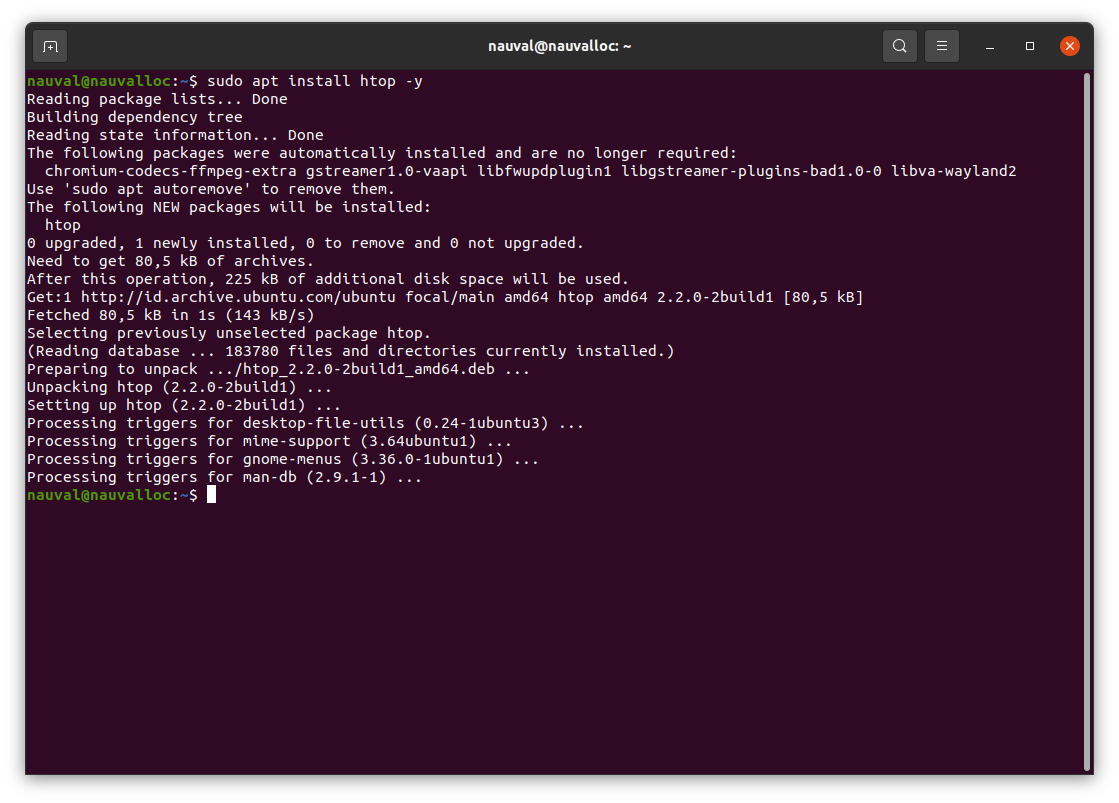 nauval@nauvalloc: ~
nauval@nauvalloc:~$ sudo apt install htop -y
Reading package lists... Done
Building dependency tree
Reading state information... Done
The following packages were automatically installed and are no longer required:
  chromium-codecs-ffmpeg-extra gstreamer1.0-vaapi libfwupdplugin1 libgstreamer-plugins-bad1.0-0 libva-wayland2
Use 'sudo apt autoremove' to remove them.
The following NEW packages will be installed:
  htop
0 upgraded, 1 newly installed, 0 to remove and 0 not upgraded.
Need to get 80,5 kB of archives.
After this operation, 225 kB of additional disk space will be used.
Get:1 http://id.archive.ubuntu.com/ubuntu focal/main amd64 htop amd64 2.2.0-2build1 [80,5 kB]
Fetched 80,5 kB in 1s (143 kB/s)
Selecting previously unselected package htop.
(Reading database ... 183780 files and directories currently installed.)
Preparing to unpack .../htop_2.2.0-2build1_amd64.deb ...
Unpacking htop (2.2.0-2build1) ...
Setting up htop (2.2.0-2build1) ...
Processing triggers for desktop-file-utils (0.24-1ubuntu3) ...
Processing triggers for mime-support (3.64ubuntu1) ...
Processing triggers for gnome-menus (3.36.0-1ubuntu1) ...
Processing triggers for man-db (2.9.1-1) ...
nauval@nauvalloc:~$